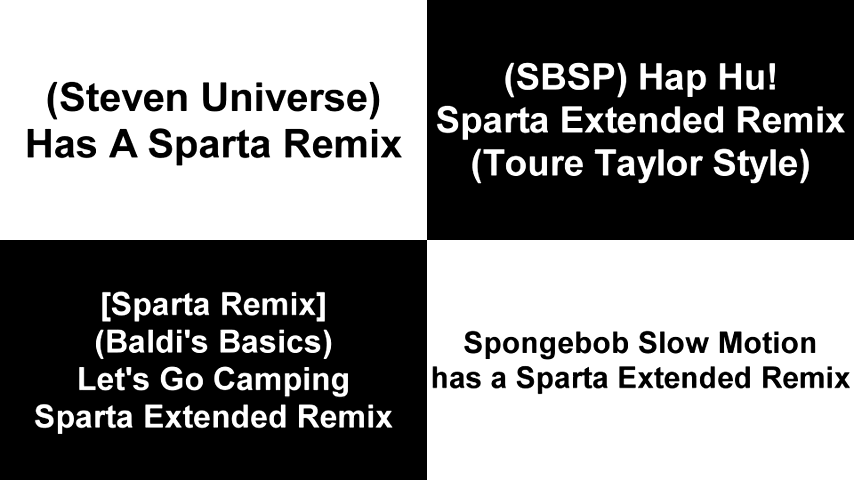 (Steven Universe)
Has A Sparta Remix
(SBSP) Hap Hu!
Sparta Extended Remix
(Toure Taylor Style)
[Sparta Remix]
(Baldi's Basics)
Let's Go Camping
Sparta Extended Remix
Spongebob Slow Motion
has a Sparta Extended Remix